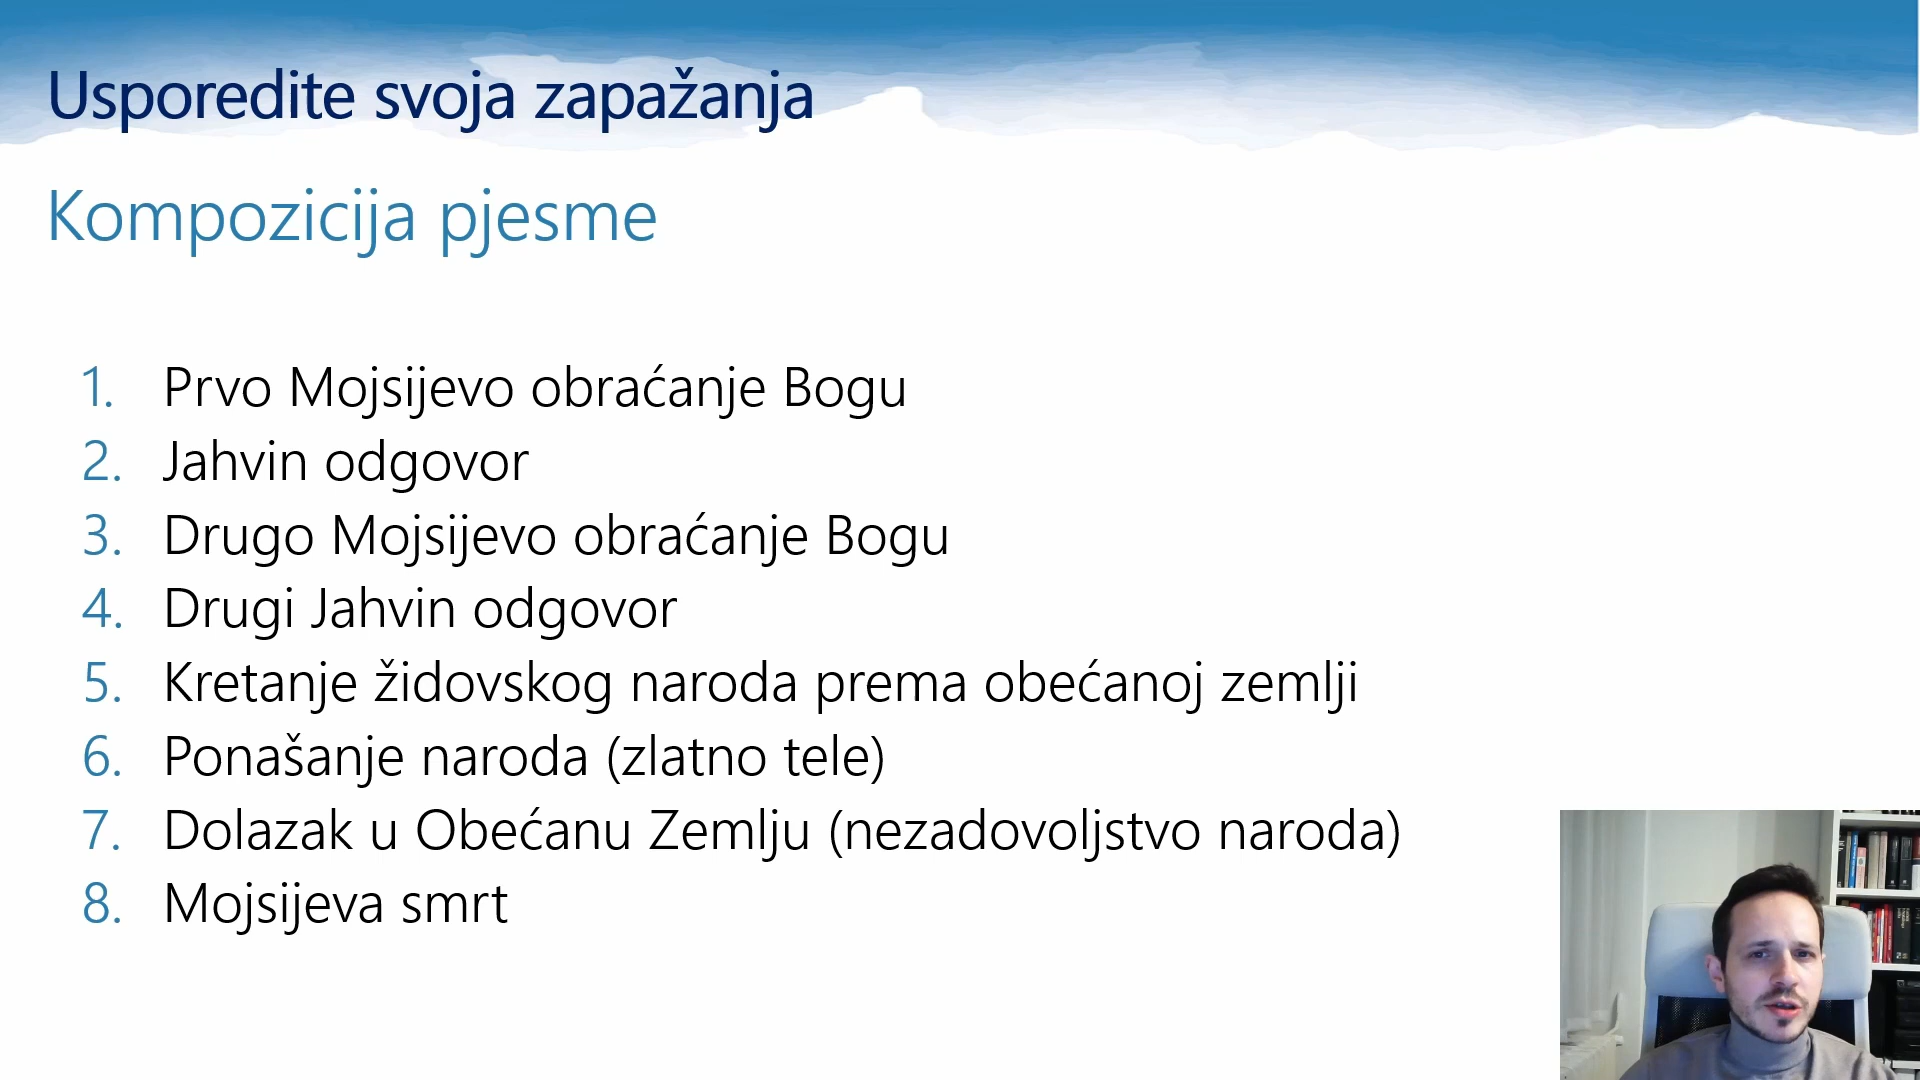 Usporedite svoja zapažanja
Kompozicija pjesme
1. Prvo Mojsijevo obraćanje Bogu
2. Jahvin odgovor
3. Drugo Mojsijevo obraćanje Bogu
4. Drugi Jahvin odgovor
5. Kretanje židovskog naroda prema obećanoj zemlji
6. Ponašanje naroda (zlatno tele)
7. Dolazak u Obećanu Zemlju (nezadovoljstvo naroda)
8. Mojsijeva smrt